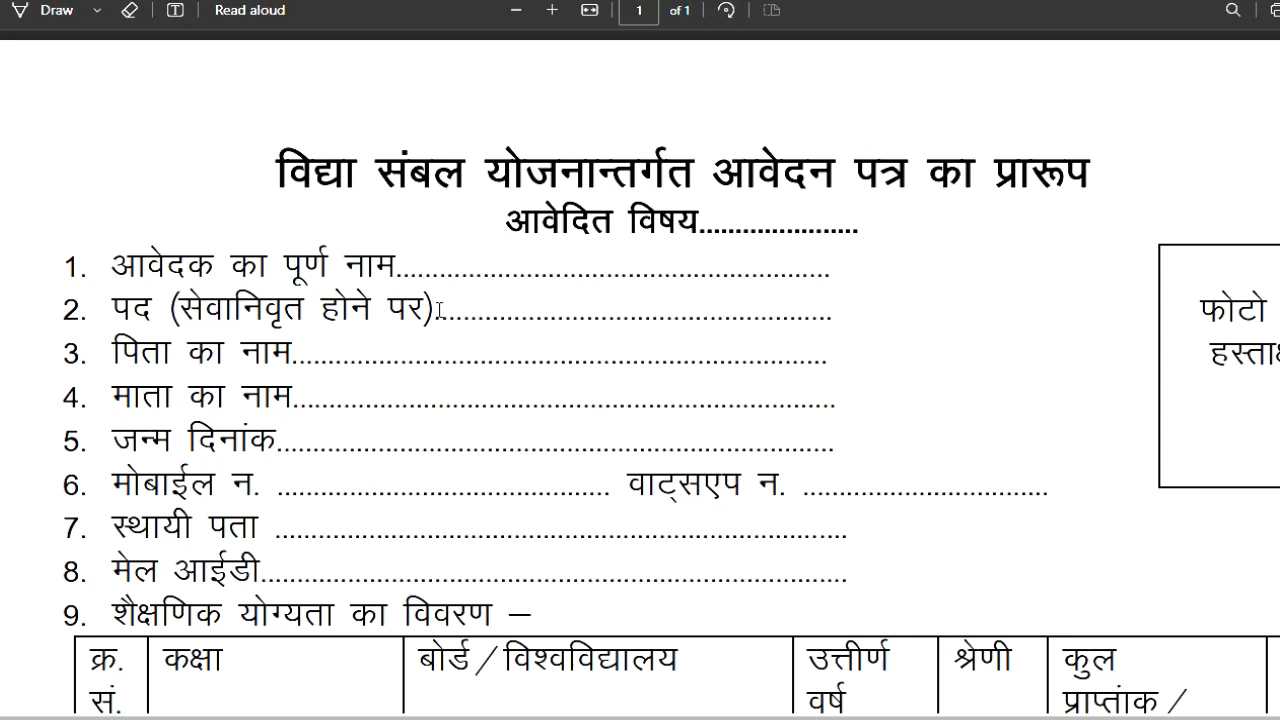 Draw Read aloud 1 of 1
विद्या संबल योजनान्तर्गत आवेदन पत्र का प्रारूप
आवेदित विषय......................
1. आवेदक का पूर्ण नाम............................................................
2. पद (सेवानिवृत होने पर).......................................................
3. पिता का नाम..........................................................................
4. माता का नाम...........................................................................
5. जन्म दिनांक.............................................................................
6. मोबाईल न. .............................................. वाट्सएप न. ..................................
7. स्थायी पता ...............................................................................
8. मेल आईडी.................................................................................
9. शैक्षणिक योग्यता का विवरण –
फोटो
क्र. कक्षा बोर्ड / विश्वविद्यालय उत्तीर्ण श्रेणी कुल
सं. वर्ष प्राप्तांक /